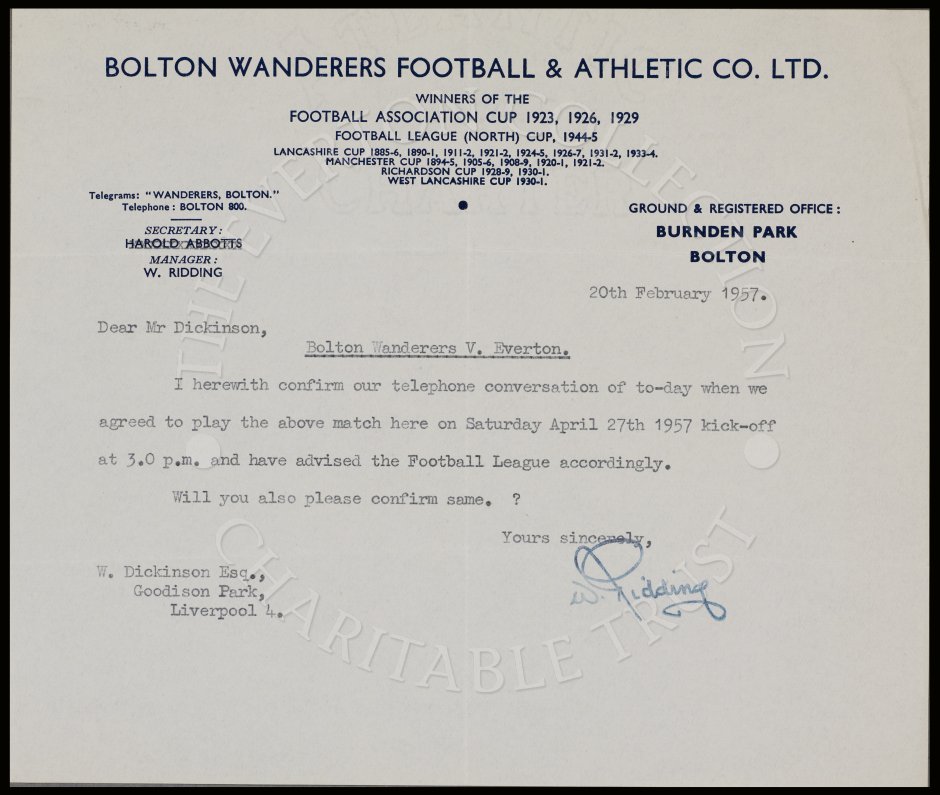 BOLTON WANDERERS FOOTBALL & ATHLETIC CO. LTD.
WINNERS OF THE
FOOTBALL ASSOCIATION CUP 1923, 1926, 1929
FOOTBALL LEAGUE (NORTH) CUP, 1944-5
LANCASHIRE CUP 1885-6, 1890-1, 1911-2, 1921-2, 1924-5, 1926-7, 1931-2, 1933-4.
MANCHESTER CUP 1894-5, 1905-6, 1908-9, 1920-1, 1921-2.
RICHARDSON CUP 1928-9, 1930-1.
WEST LANCASHIRE CUP 1930-1.
Telegrams: "WANDERERS, BOLTON."
Telephone: BOLTON 800.
SECRETARY:
HAROLD ABBOTTS
MANAGER:
W. RIDDING
GROUND & REGISTERED OFFICE:
BURNDEN PARK
BOLTON
20th February 1957.
Dear Mr Dickinson,
Bolton Wanderers V. Everton.
I herewith confirm our telephone conversation of to-day when we
agreed to play the above match here on Saturday April 27th 1957 kick-off
at 3.0 p.m. and have advised the Football League accordingly.
Will you also please confirm same. ?
Yours sincerely,
W. Ridding
W. Dickinson Esq.,
Goodison Park,
Liverpool 4.
THE EVERTON COLLECTION
CHARITABLE TRUST